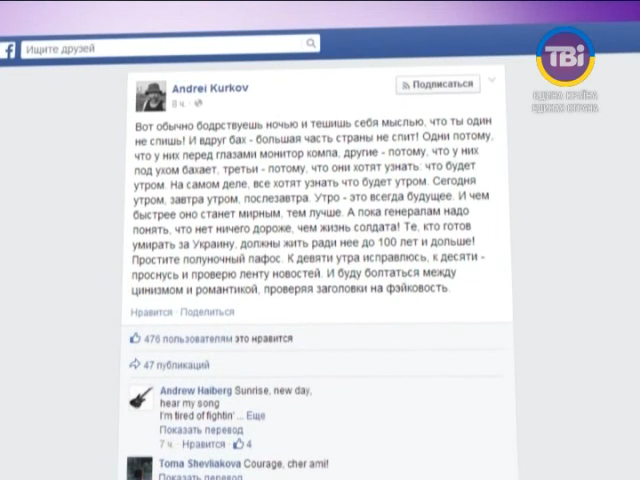 f Ищите друзей
ТВі
ЄДИНА КРАЇНА
ЕДИНАЯ СТРАНА
Andrei Kurkov
Подписаться
8 ч. ·
Вот обычно бодрствуешь ночью и тешишь себя мыслью, что ты один
не спишь! И вдруг бах - большая часть страны не спит! Одни потому,
что у них перед глазами монитор компа, другие - потому, что у них
под ухом бахает, третьи - потому, что они хотят узнать: что будет
утром. На самом деле, все хотят узнать что будет утром. Сегодня
утром, завтра утром, послезавтра. Утро - это всегда будущее. И чем
быстрее оно станет мирным, тем лучше. А пока генералам надо
понять, что нет ничего дороже, чем жизнь солдата! Те, кто готов
умирать за Украину, должны жить ради нее до 100 лет и дольше!
Простите полуночный пафос. К девяти утра исправлюсь, к десяти -
проснусь и проверю ленту новостей. И буду болтаться между
цинизмом и романтикой, проверяя заголовки на фэйковость.
Нравится · Поделиться
476 пользователям это нравится
47 публикаций
Andrew Haiberg Sunrise, new day,
hear my song
I'm tired of fightin' ... Еще
Показать перевод
7 ч. · Нравится · 4
Toma Shevliakova Courage, cher ami!
Показать перевод